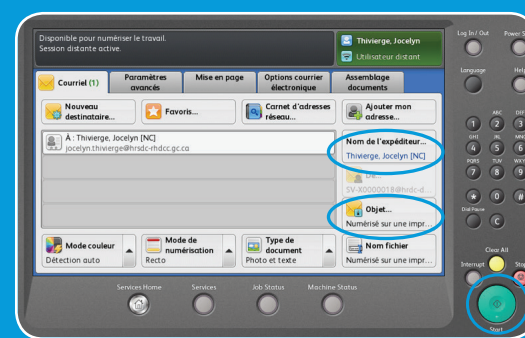 Disponible pour numériser le travail.
Session distante active.
Thivierge, Jocelyn
Utilisateur distant
Courriel (1)
Paramètres avancés
Mise en page
Options courrier électronique
Assemblage documents
Nouveau destinataire...
Favoris...
Carnet d'adresses réseau...
Ajouter mon adresse...
À : Thivierge, Jocelyn [NC]
jocelyn.thivierge@hrsdc-rhdcc.gc.ca
Nom de l'expéditeur...
Thivierge, Jocelyn [NC]
De...
SV-X0000018@hrdc-d...
Objet...
Numérisé sur une impr...
Mode couleur
Détection auto
Mode de numérisation
Recto
Type de document
Photo et texte
Nom fichier
Numérisé sur une impr...
Services Home
Services
Job Status
Machine Status
Log In / Out
Power S
Language
Help
ABC
DEF
1
2
3
GHI
JKL
MNO
4
5
6
PQRS
TUV
WXY
7
8
9
*
0
#
Dial Pause
C
Clear All
Interrupt
Stop
Start